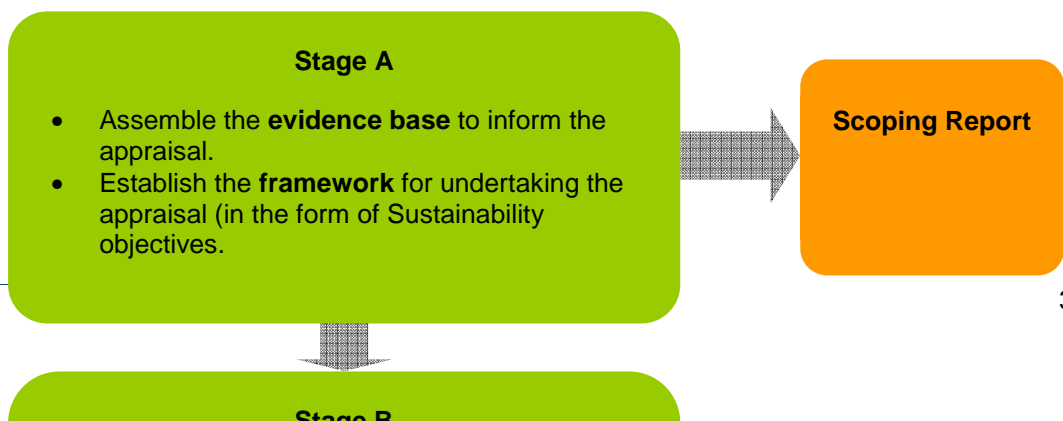 Stage A
• Assemble the evidence base to inform the
appraisal.
• Establish the framework for undertaking the
appraisal (in the form of Sustainability
objectives.
Scoping Report
Stage B